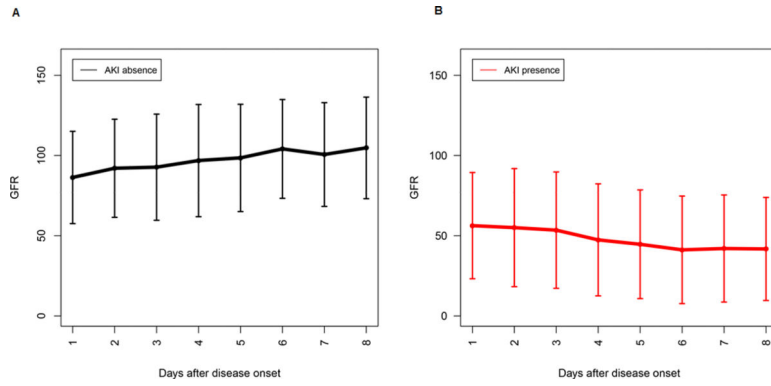 A
B
AKI absence
AKI presence
150
100
50
0
GFR
1 2 3 4 5 6 7 8
Days after disease onset
150
100
50
0
GFR
1 2 3 4 5 6 7 8
Days after disease onset